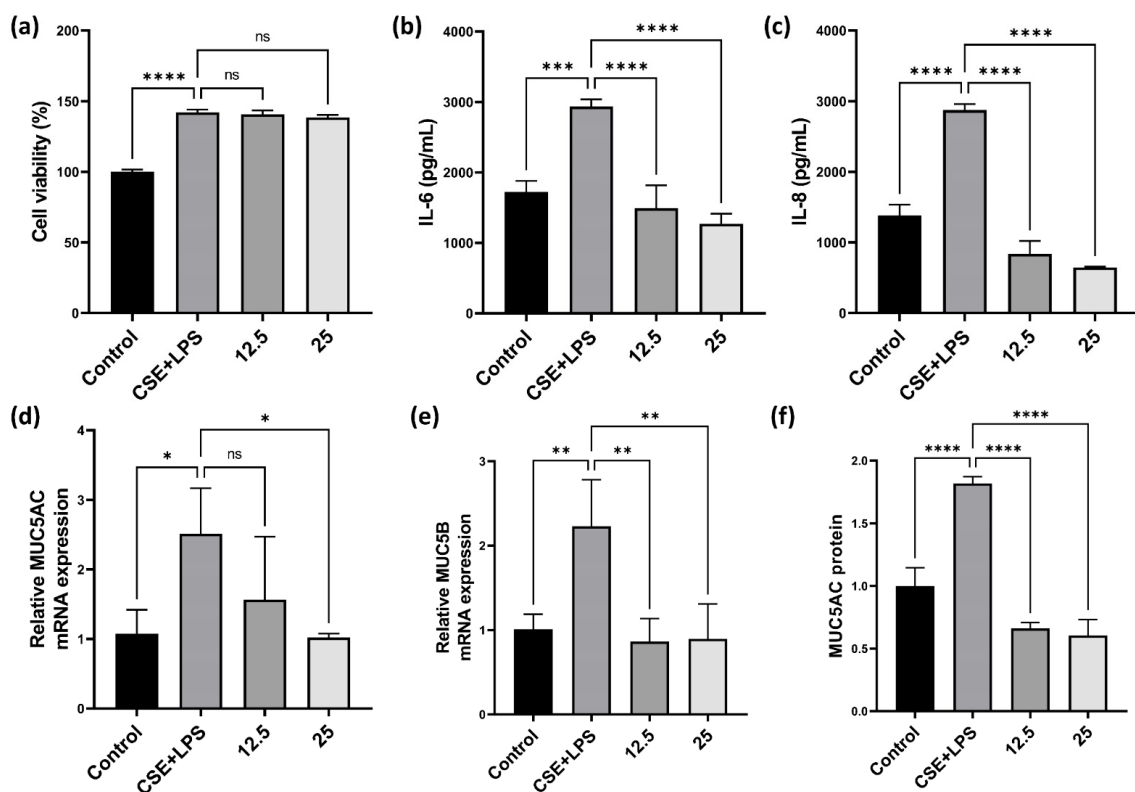 (a)
Cell viability (%)
200
150
100
50
0
****
ns
ns
Control
CSE+LPS
12.5
25
(b)
IL-6 (pg/mL)
4000
3000
2000
1000
0
***
****
****
Control
CSE+LPS
12.5
25
(c)
IL-8 (pg/mL)
4000
3000
2000
1000
0
****
****
****
Control
CSE+LPS
12.5
25
(d)
Relative MUC5AC
mRNA expression
4
3
2
1
0
*
ns
*
Control
CSE+LPS
12.5
25
(e)
Relative MUC5B
mRNA expression
3
2
1
0
**
**
**
Control
CSE+LPS
12.5
25
(f)
MUC5AC protein
2.0
1.5
1.0
0.5
0.0
****
****
****
Control
CSE+LPS
12.5
25